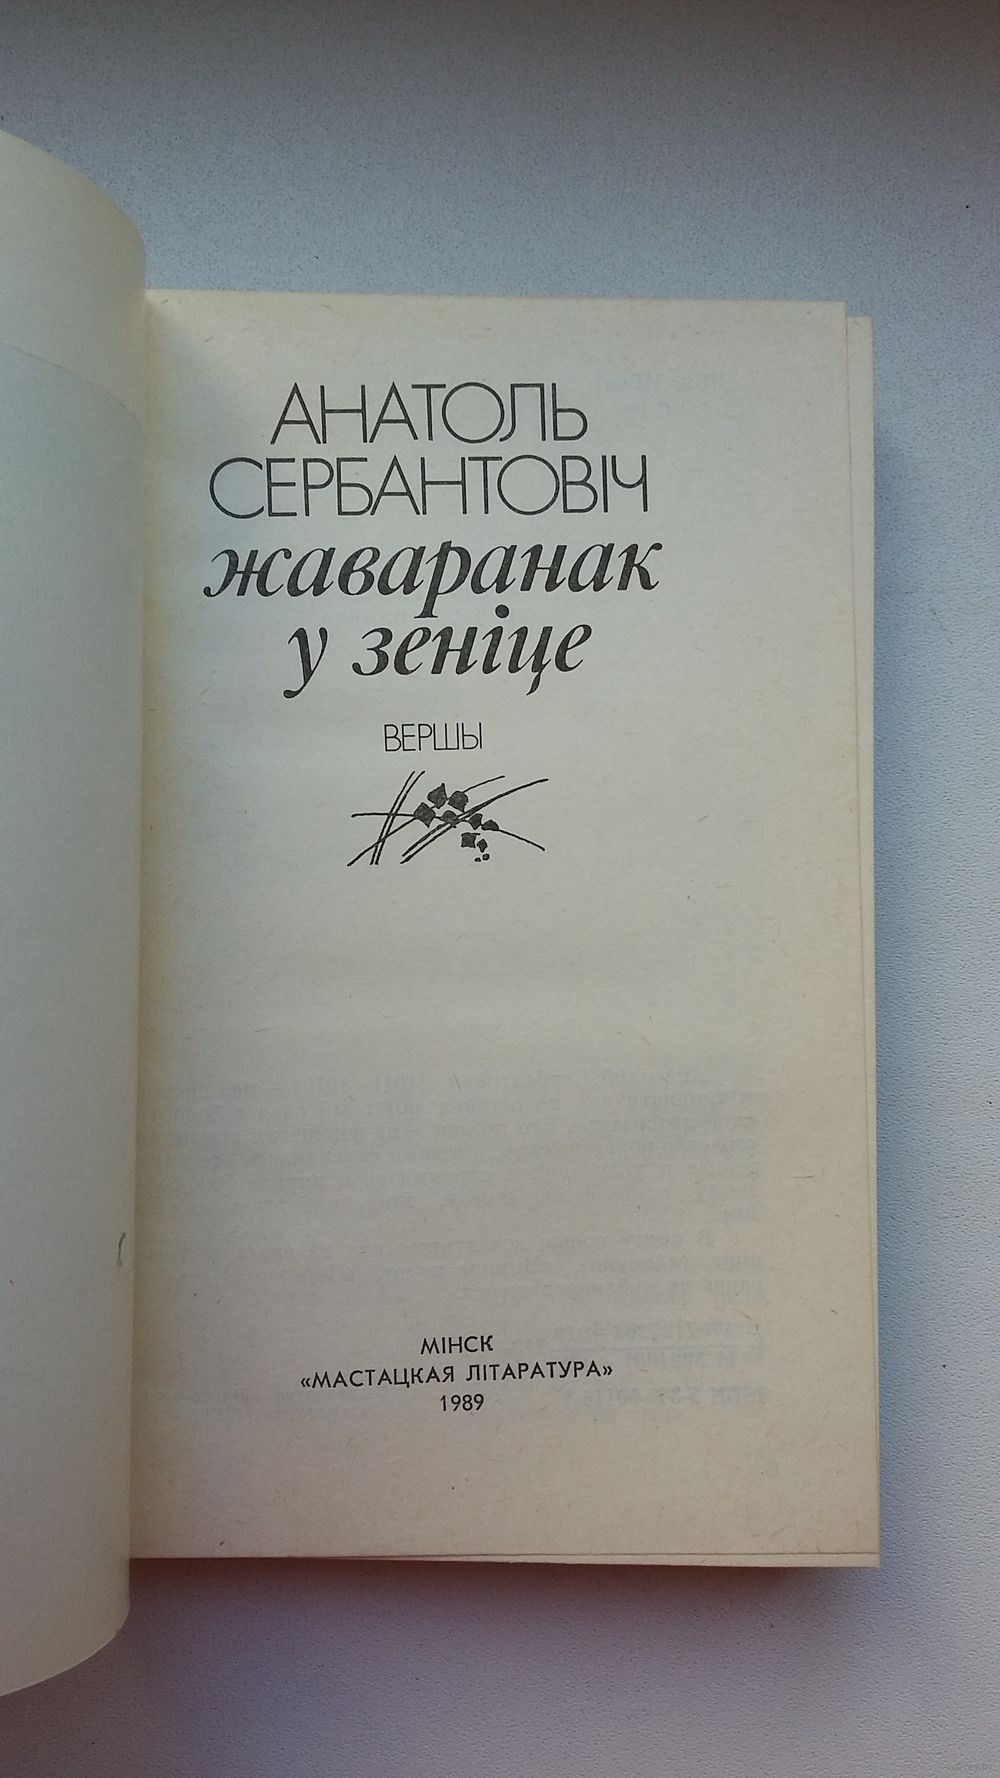 АНАТОЛЬ
СЕРБАНТОВІЧ
жаваранак
у зеніце
ВЕРШЫ
МІНСК
«МАСТАЦКАЯ ЛІТАРАТУРА»
1989